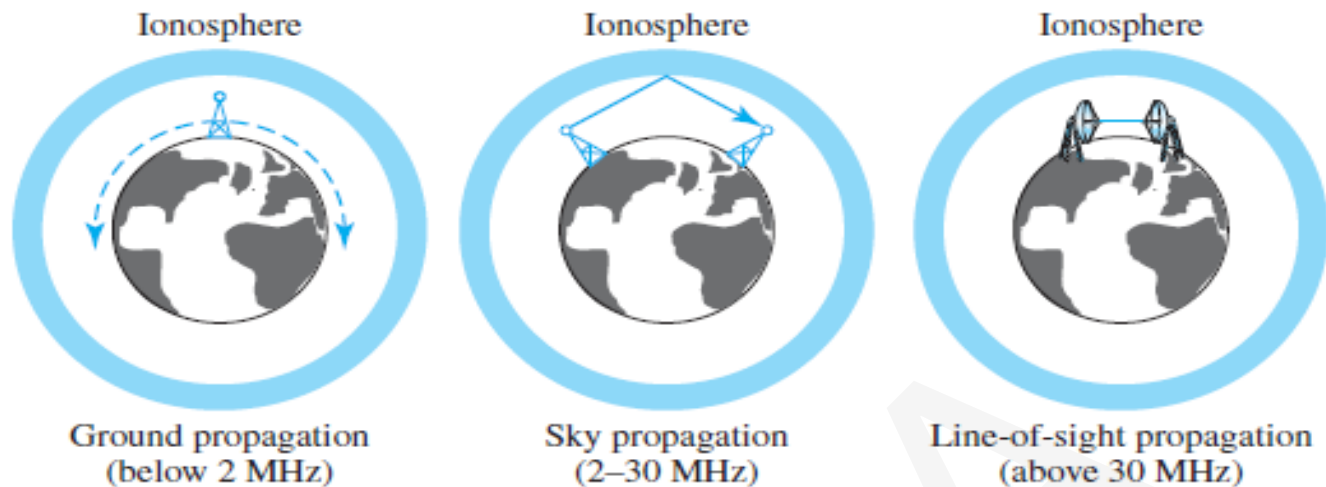 Ionosphere
Ionosphere
Ionosphere
Ground propagation
(below 2 MHz)
Sky propagation
(2–30 MHz)
Line-of-sight propagation
(above 30 MHz)